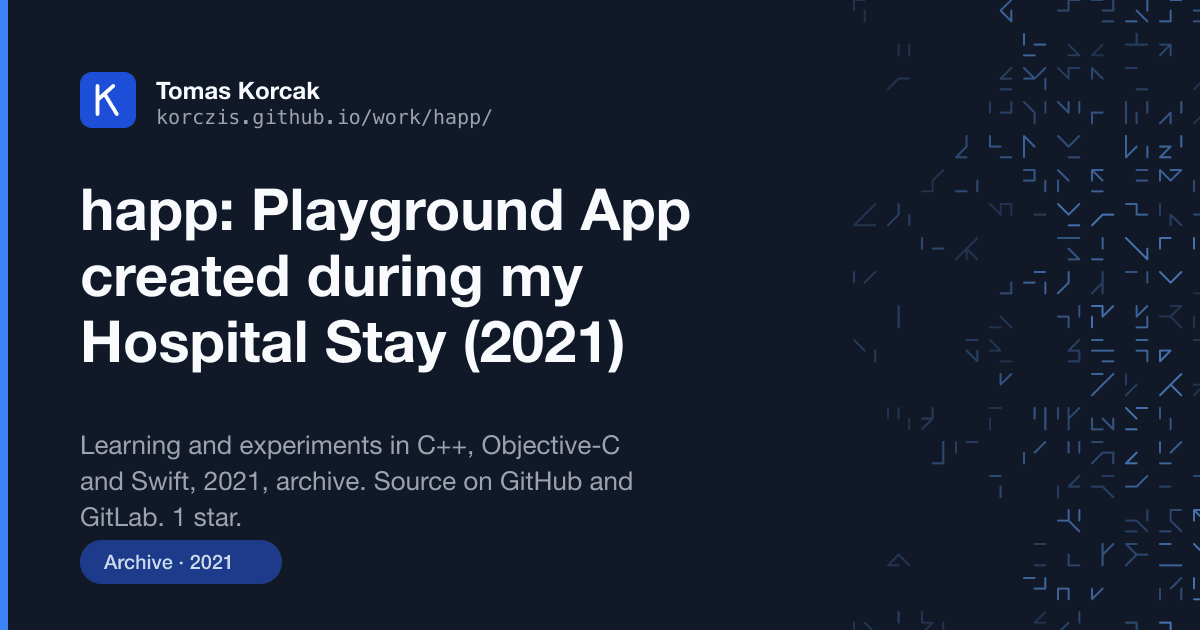 K
Tomas Korcak
korczis.github.io/work/happ/
happ: Playground App
created during my
Hospital Stay (2021)
Learning and experiments in C++, Objective-C
and Swift, 2021, archive. Source on GitHub and
GitLab. 1 star.
Archive · 2021